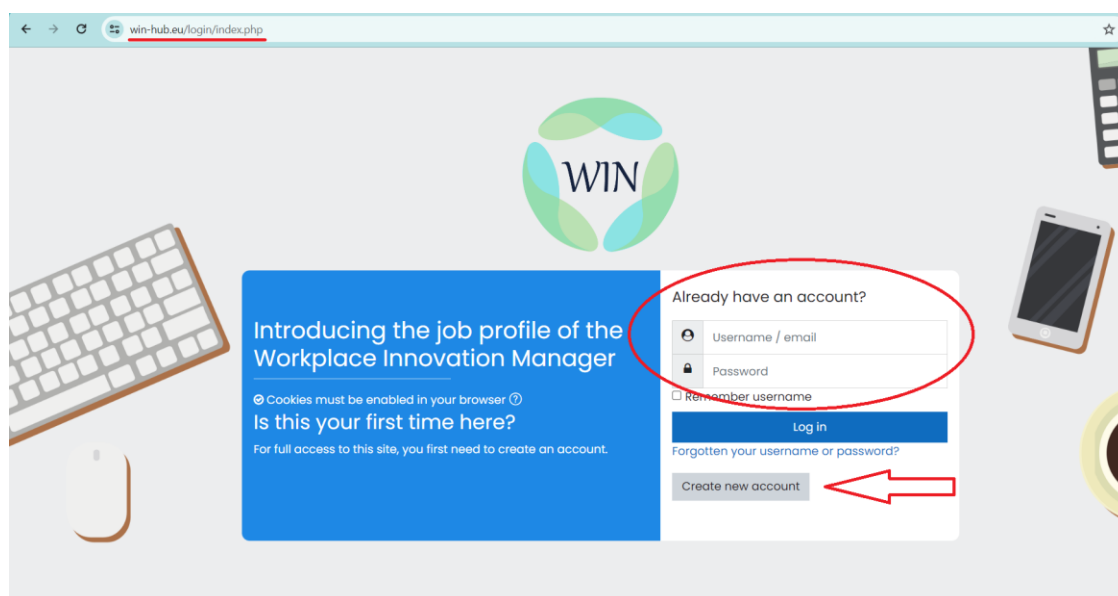 win-hub.eu/login/index.php
WIN
Introducing the job profile of the
Workplace Innovation Manager
Cookies must be enabled in your browser
Is this your first time here?
For full access to this site, you first need to create an account.
Already have an account?
Username / email
Password
Remember username
Log in
Forgotten your username or password?
Create new account